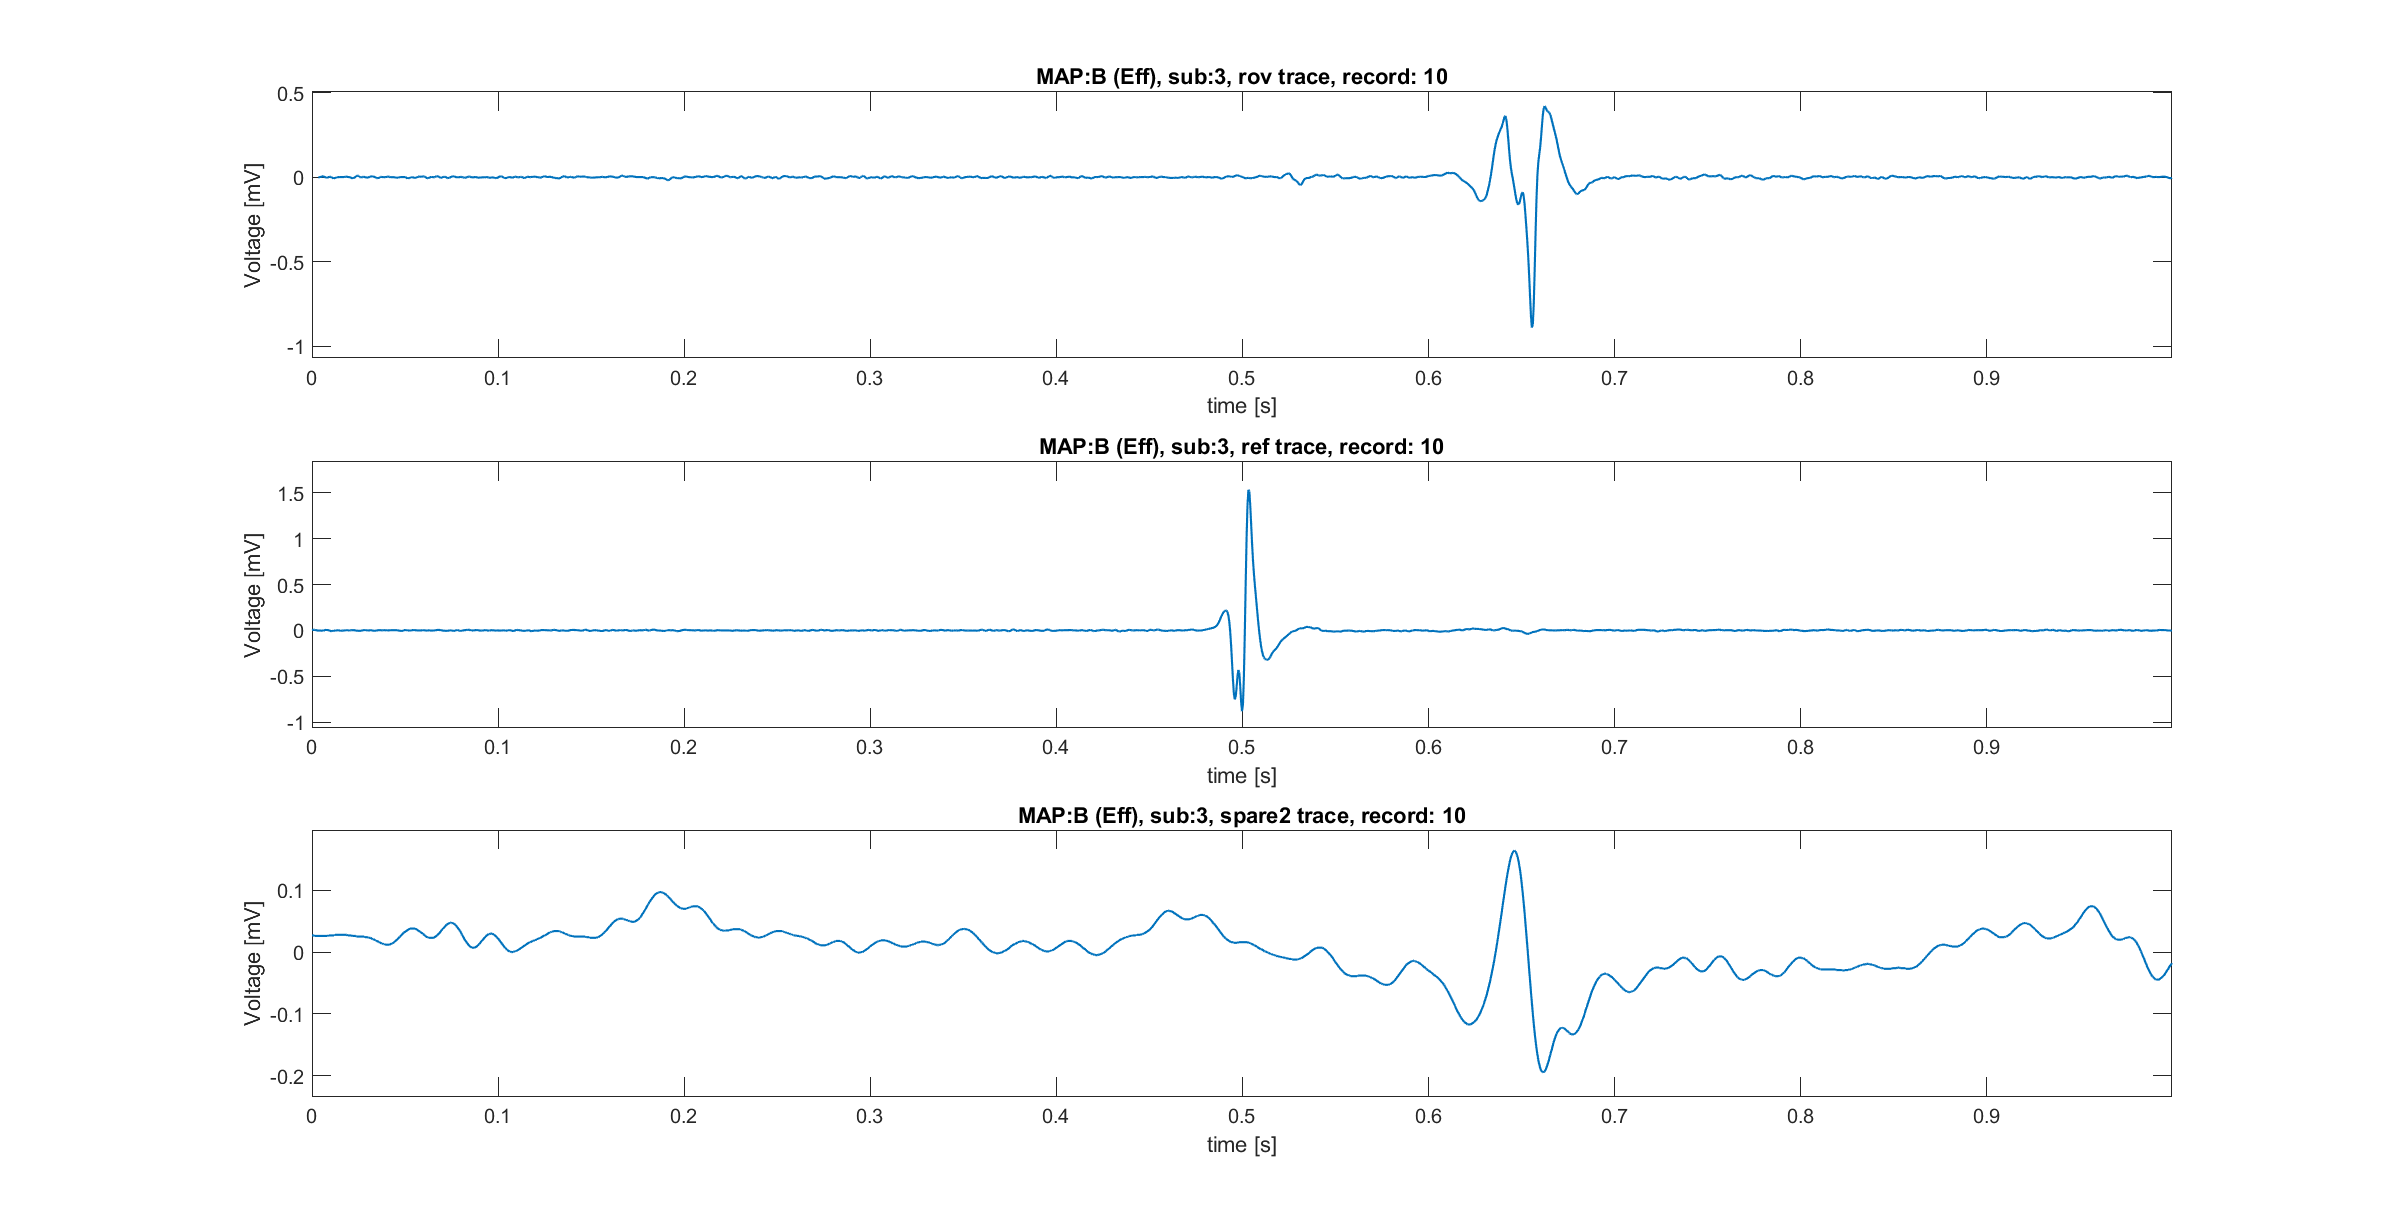 MAP:B (Eff), sub:3, rov trace, record: 10
0.5
0
-0.5
-1
Voltage [mV]
0 0.1 0.2 0.3 0.4 0.5 0.6 0.7 0.8 0.9
time [s]
MAP:B (Eff), sub:3, ref trace, record: 10
1.5
1
0.5
0
-0.5
-1
Voltage [mV]
0 0.1 0.2 0.3 0.4 0.5 0.6 0.7 0.8 0.9
time [s]
MAP:B (Eff), sub:3, spare2 trace, record: 10
0.1
0
-0.1
-0.2
Voltage [mV]
0 0.1 0.2 0.3 0.4 0.5 0.6 0.7 0.8 0.9
time [s]